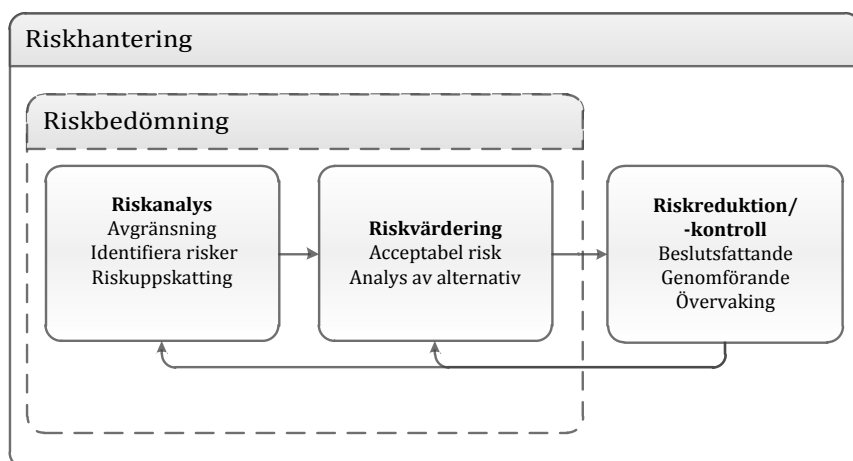 Riskhantering
Riskbedömning
Riskanalys
Avgränsning
Identifiera risker
Riskuppskatting
Riskvärdering
Acceptabel risk
Analys av alternativ
Riskreduktion/
-kontroll
Beslutsfattande
Genomförande
Övervaking